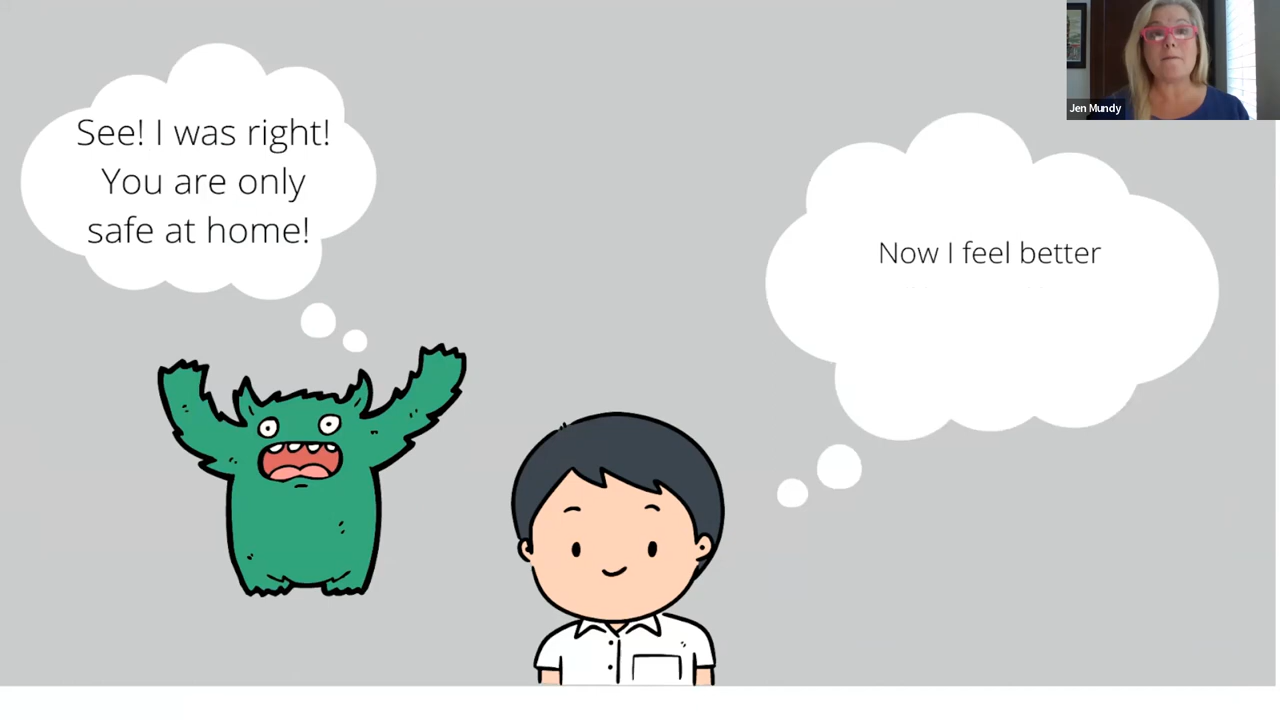 See! I was right!
You are only
safe at home!
Now I feel better
Jen Mundy